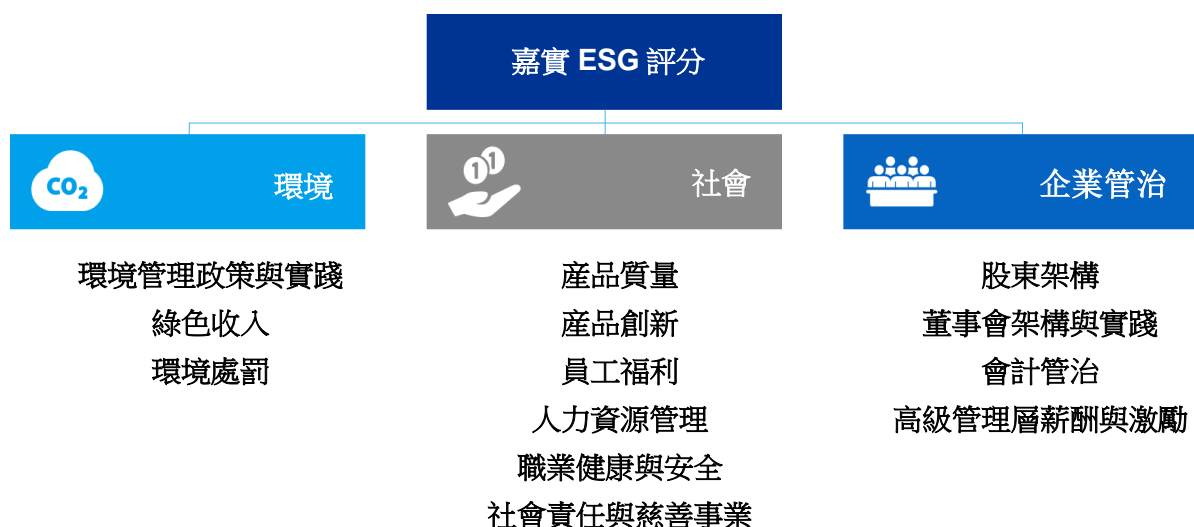 嘉實 ESG 評分
CO2
環境
11
社會
企業管治
環境管理政策與實踐
綠色收入
環境處罰
產品質量
產品創新
員工福利
人力資源管理
職業健康與安全
社會責任與慈善事業
股東架構
董事會架構與實踐
會計管治
高級管理層薪酬與激勵